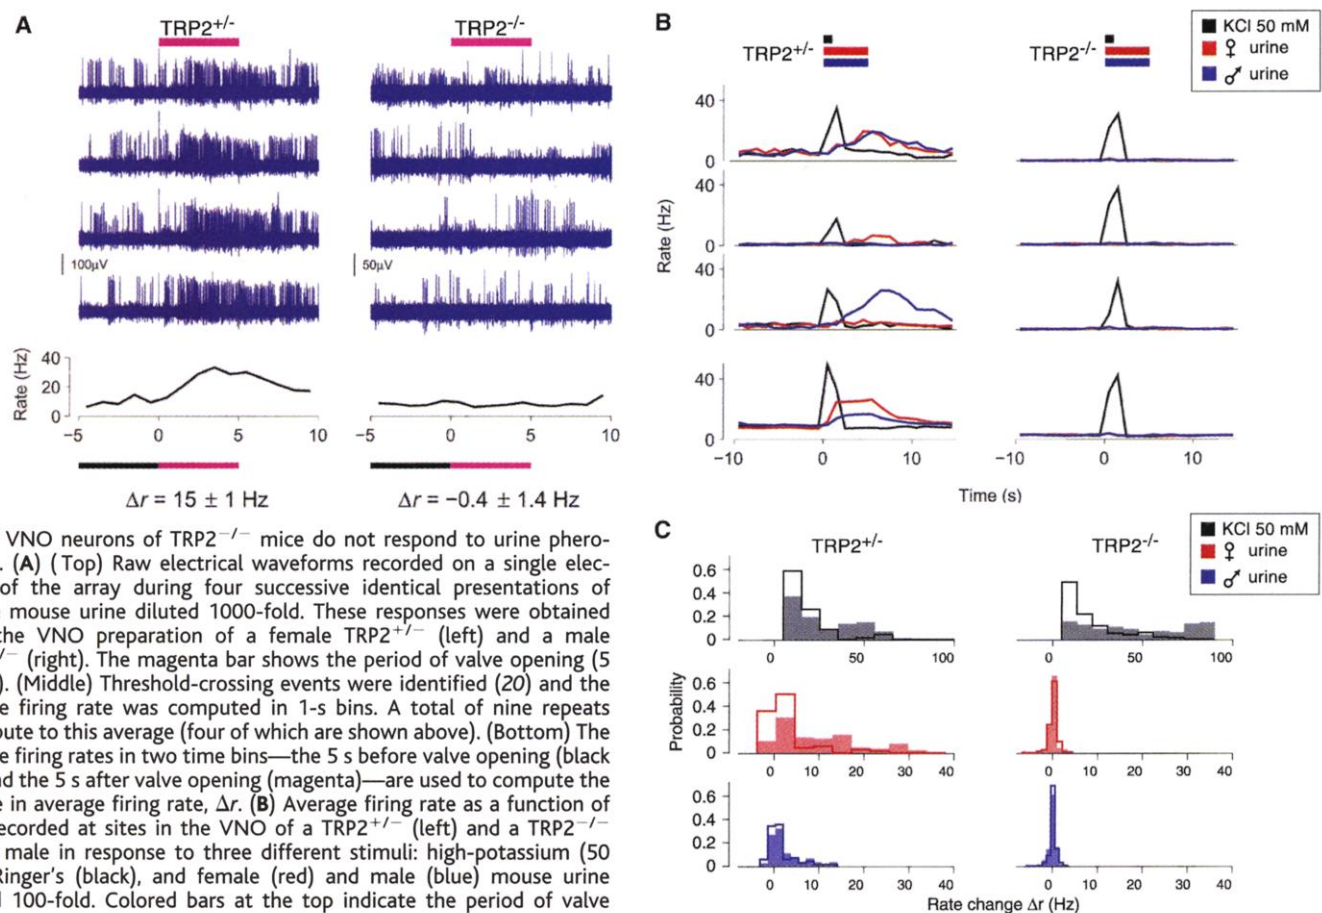 A
TRP2+/-
TRP2-/-
100µV
50µV
Rate (Hz)
40
20
0
−5 0 5 10
−5 0 5 10
Δr = 15 ± 1 Hz
Δr = −0.4 ± 1.4 Hz
VNO neurons of TRP2−/− mice do not respond to urine phero-
. (A) (Top) Raw electrical waveforms recorded on a single elec-
of the array during four successive identical presentations of
mouse urine diluted 1000-fold. These responses were obtained
the VNO preparation of a female TRP2+/− (left) and a male
/− (right). The magenta bar shows the period of valve opening (5
). (Middle) Threshold-crossing events were identified (20) and the
e firing rate was computed in 1-s bins. A total of nine repeats
bute to this average (four of which are shown above). (Bottom) The
e firing rates in two time bins—the 5 s before valve opening (black
nd the 5 s after valve opening (magenta)—are used to compute the
e in average firing rate, Δr. (B) Average firing rate as a function of
ecorded at sites in the VNO of a TRP2+/− (left) and a TRP2−/−
male in response to three different stimuli: high-potassium (50
Ringer's (black), and female (red) and male (blue) mouse urine
d 100-fold. Colored bars at the top indicate the period of valve
B
TRP2+/-
TRP2-/-
KCl 50 mM
♀ urine
♂ urine
Rate (Hz)
40
0
40
0
40
0
40
0
−10 0 10
−10 0 10
Time (s)
C
TRP2+/-
TRP2-/-
KCl 50 mM
♀ urine
♂ urine
Probability
0.6
0.4
0.2
0
0 50 100
0 50 100
0.6
0.4
0.2
0
0 10 20 30 40
0 10 20 30 40
0.6
0.4
0.2
0
0 10 20 30 40
0 10 20 30 40
Rate change Δr (Hz)